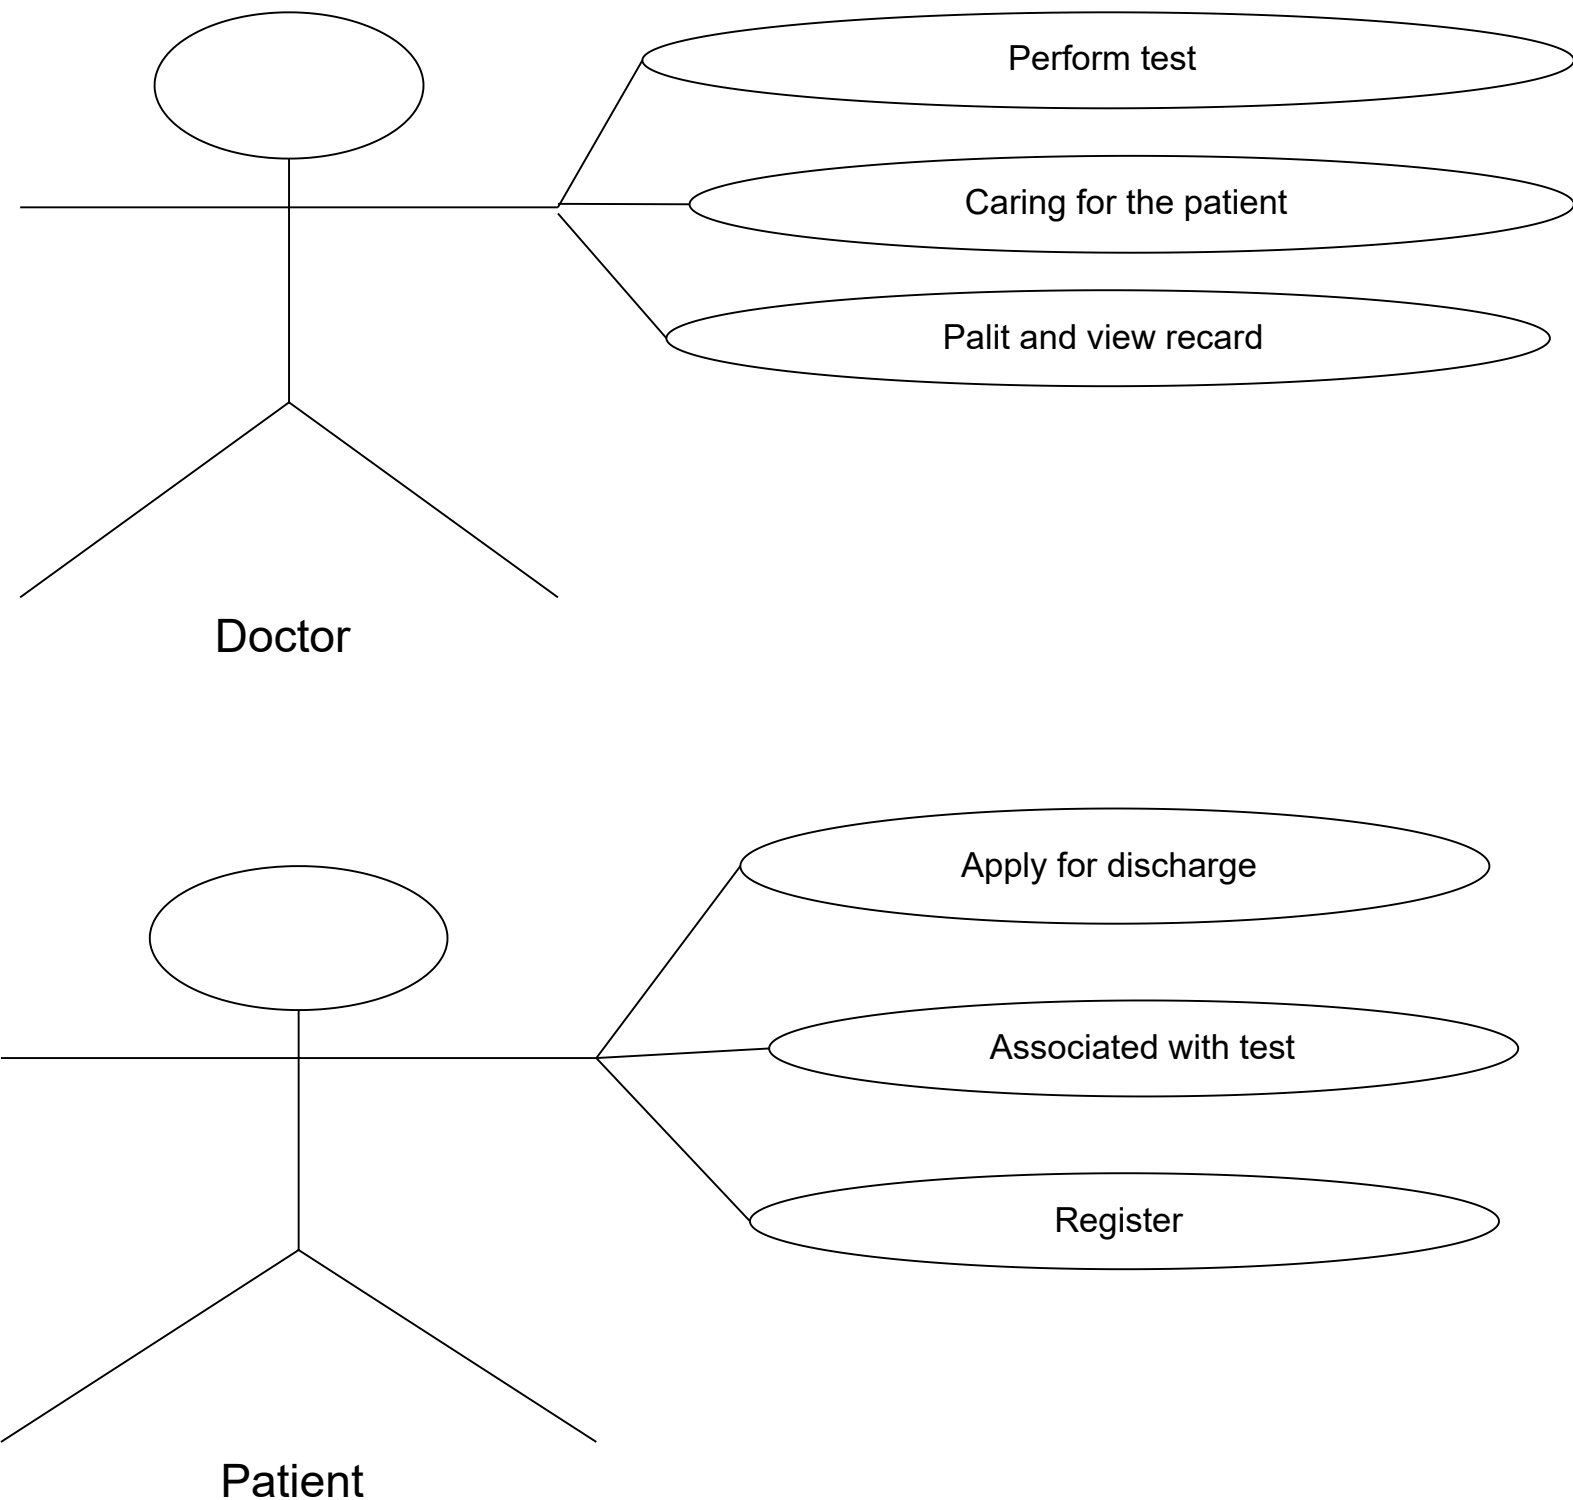 Perform test
Caring for the patient
Palit and view recard
Doctor
Apply for discharge
Associated with test
Register
Patient